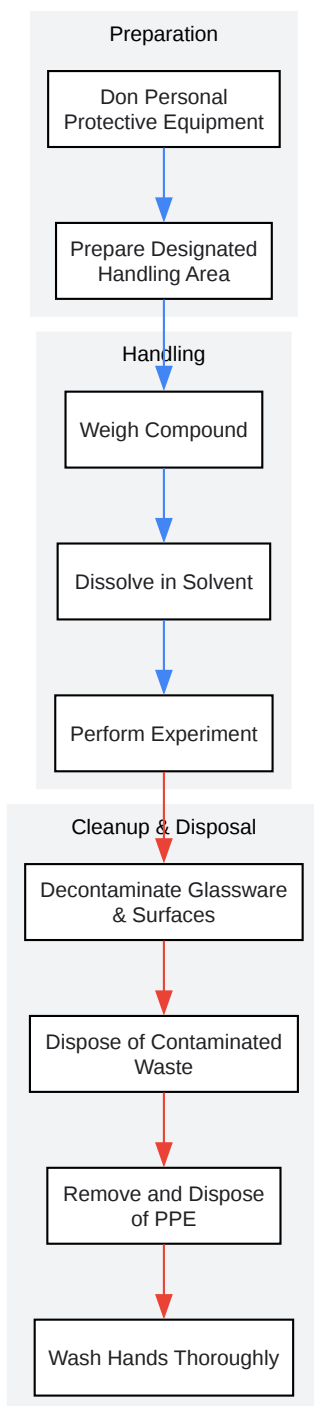 Preparation
Don Personal
Protective Equipment
Prepare Designated
Handling Area
Handling
Weigh Compound
Dissolve in Solvent
Perform Experiment
Cleanup & Disposal
Decontaminate Glassware
& Surfaces
Dispose of Contaminated
Waste
Remove and Dispose
of PPE
Wash Hands Thoroughly